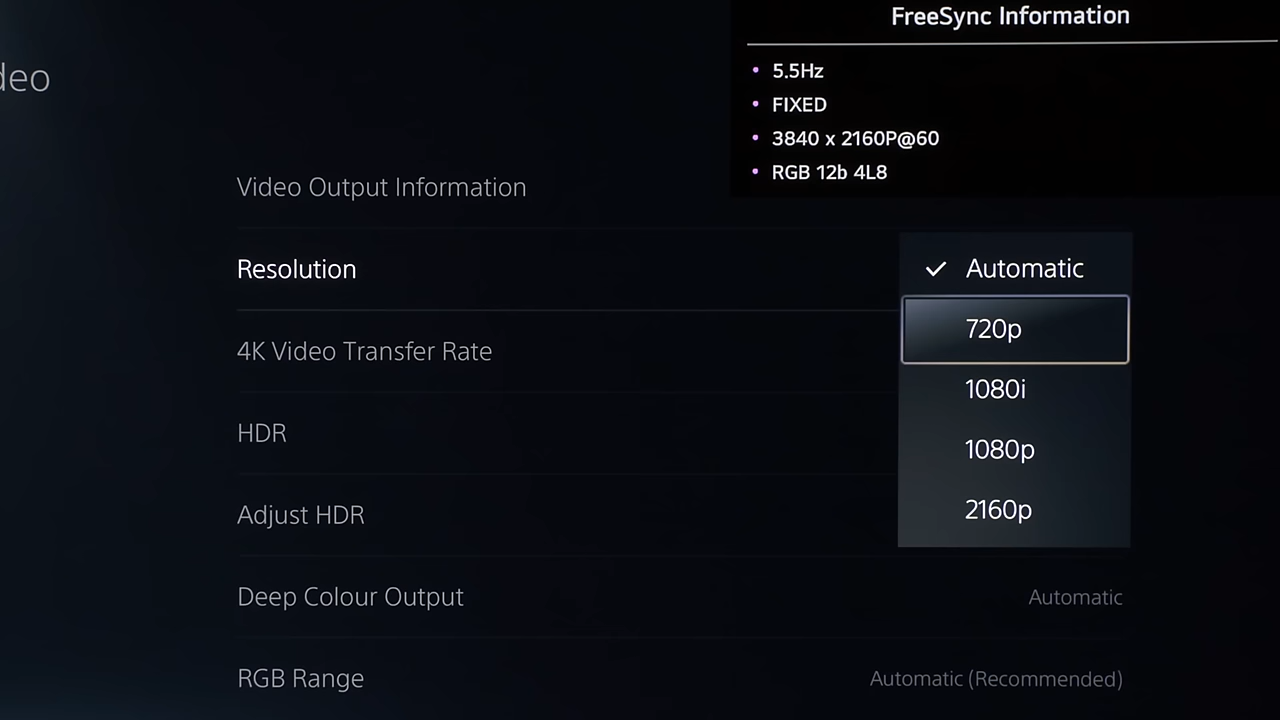 FreeSync Information
5.5Hz
FIXED
3840 x 2160P@60
RGB 12b 4L8
deo
Video Output Information
Resolution
Automatic
720p
1080i
1080p
2160p
4K Video Transfer Rate
HDR
Adjust HDR
Deep Colour Output
Automatic
RGB Range
Automatic (Recommended)